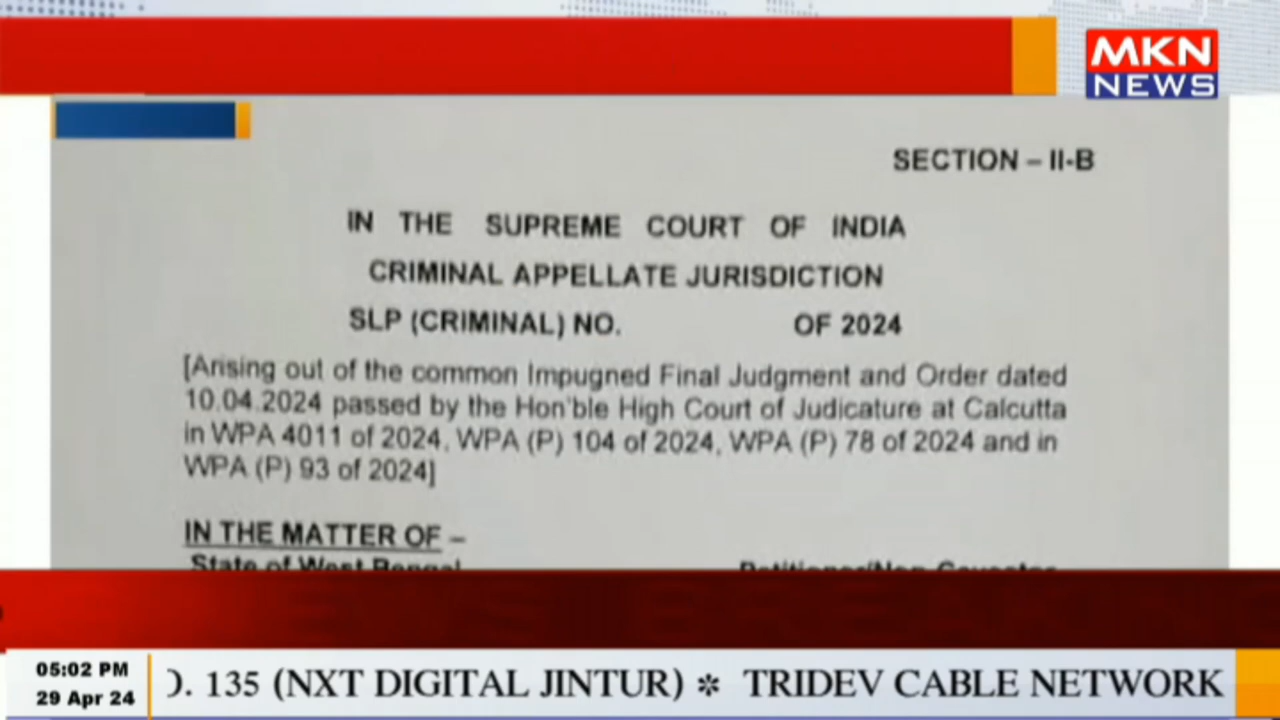 MKN
NEWS
SECTION – II-B
IN THE SUPREME COURT OF INDIA
CRIMINAL APPELLATE JURISDICTION
SLP (CRIMINAL) NO. OF 2024
[Arising out of the common Impugned Final Judgment and Order dated
10.04.2024 passed by the Hon'ble High Court of Judicature at Calcutta
in WPA 4011 of 2024, WPA (P) 104 of 2024, WPA (P) 78 of 2024 and in
WPA (P) 93 of 2024]
IN THE MATTER OF –
State of West Bengal
05:02 PM
29 Apr 24
. 135 (NXT DIGITAL JINTUR) * TRIDEV CABLE NETWORK